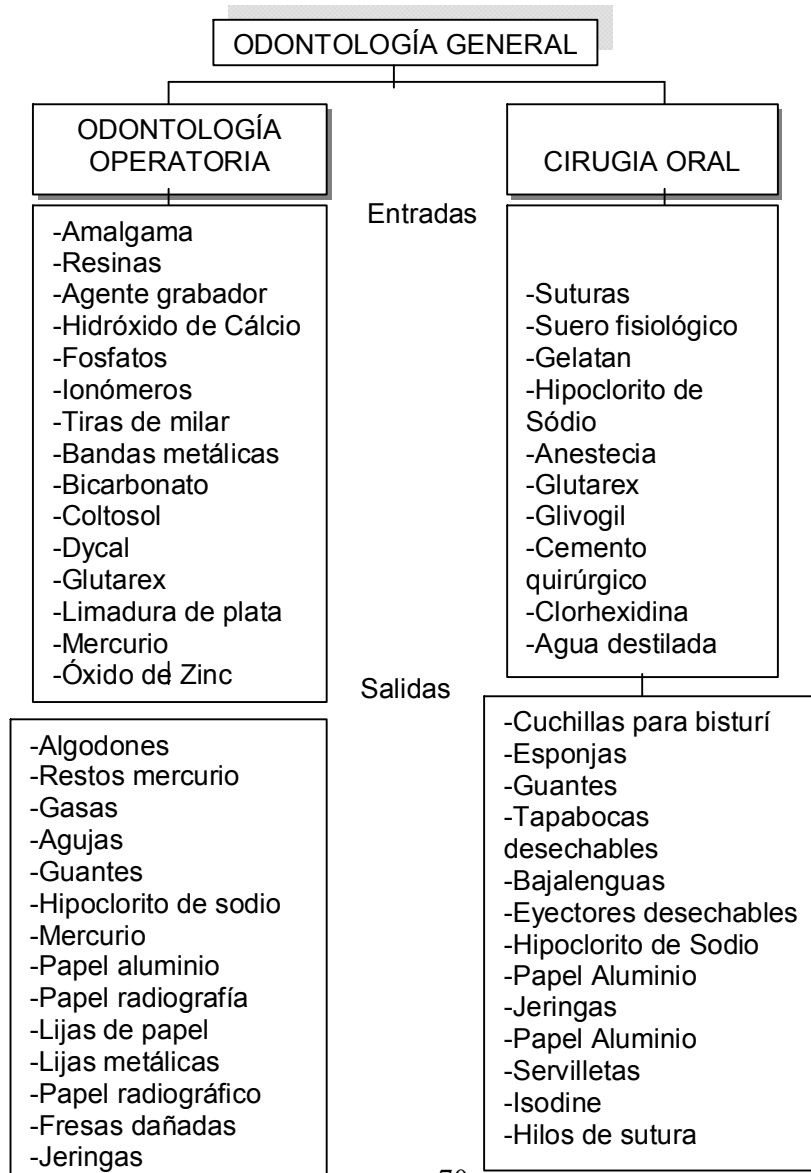 ODONTOLOGÍA GENERAL
ODONTOLOGÍA
OPERATORIA
CIRUGIA ORAL
Entradas
-Amalgama
-Resinas
-Agente grabador
-Hidróxido de Cálcio
-Fosfatos
-Ionómeros
-Tiras de milar
-Bandas metálicas
-Bicarbonato
-Coltosol
-Dycal
-Glutarex
-Limadura de plata
-Mercurio
-Óxido de Zinc
-Suturas
-Suero fisiológico
-Gelatan
-Hipoclorito de
Sódio
-Anestecia
-Glutarex
-Glivogil
-Cemento
quirúrgico
-Clorhexidina
-Agua destilada
Salidas
-Algodones
-Restos mercurio
-Gasas
-Agujas
-Guantes
-Hipoclorito de sodio
-Mercurio
-Papel aluminio
-Papel radiografía
-Lijas de papel
-Lijas metálicas
-Papel radiográfico
-Fresas dañadas
-Jeringas
-Cuchillas para bisturí
-Esponjas
-Guantes
-Tapabocas
desechables
-Bajalenguas
-Eyectores desechables
-Hipoclorito de Sodio
-Papel Aluminio
-Jeringas
-Papel Aluminio
-Servilletas
-Isodine
-Hilos de sutura